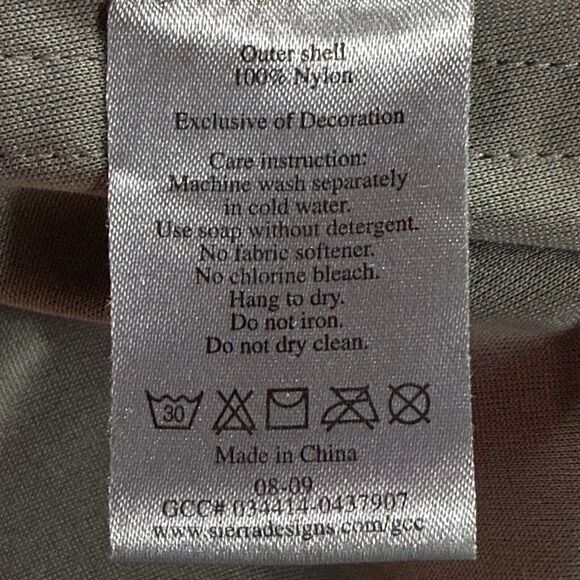 Outer shell
100% Nylon
Exclusive of Decoration
Care instruction:
Machine wash separately
in cold water.
Use soap without detergent.
No fabric softener.
No chlorine bleach.
Hang to dry.
Do not iron.
Do not dry clean.
30
Made in China
08-09
GCC# 034414-0437907
www.sierradesigns.com/gcc